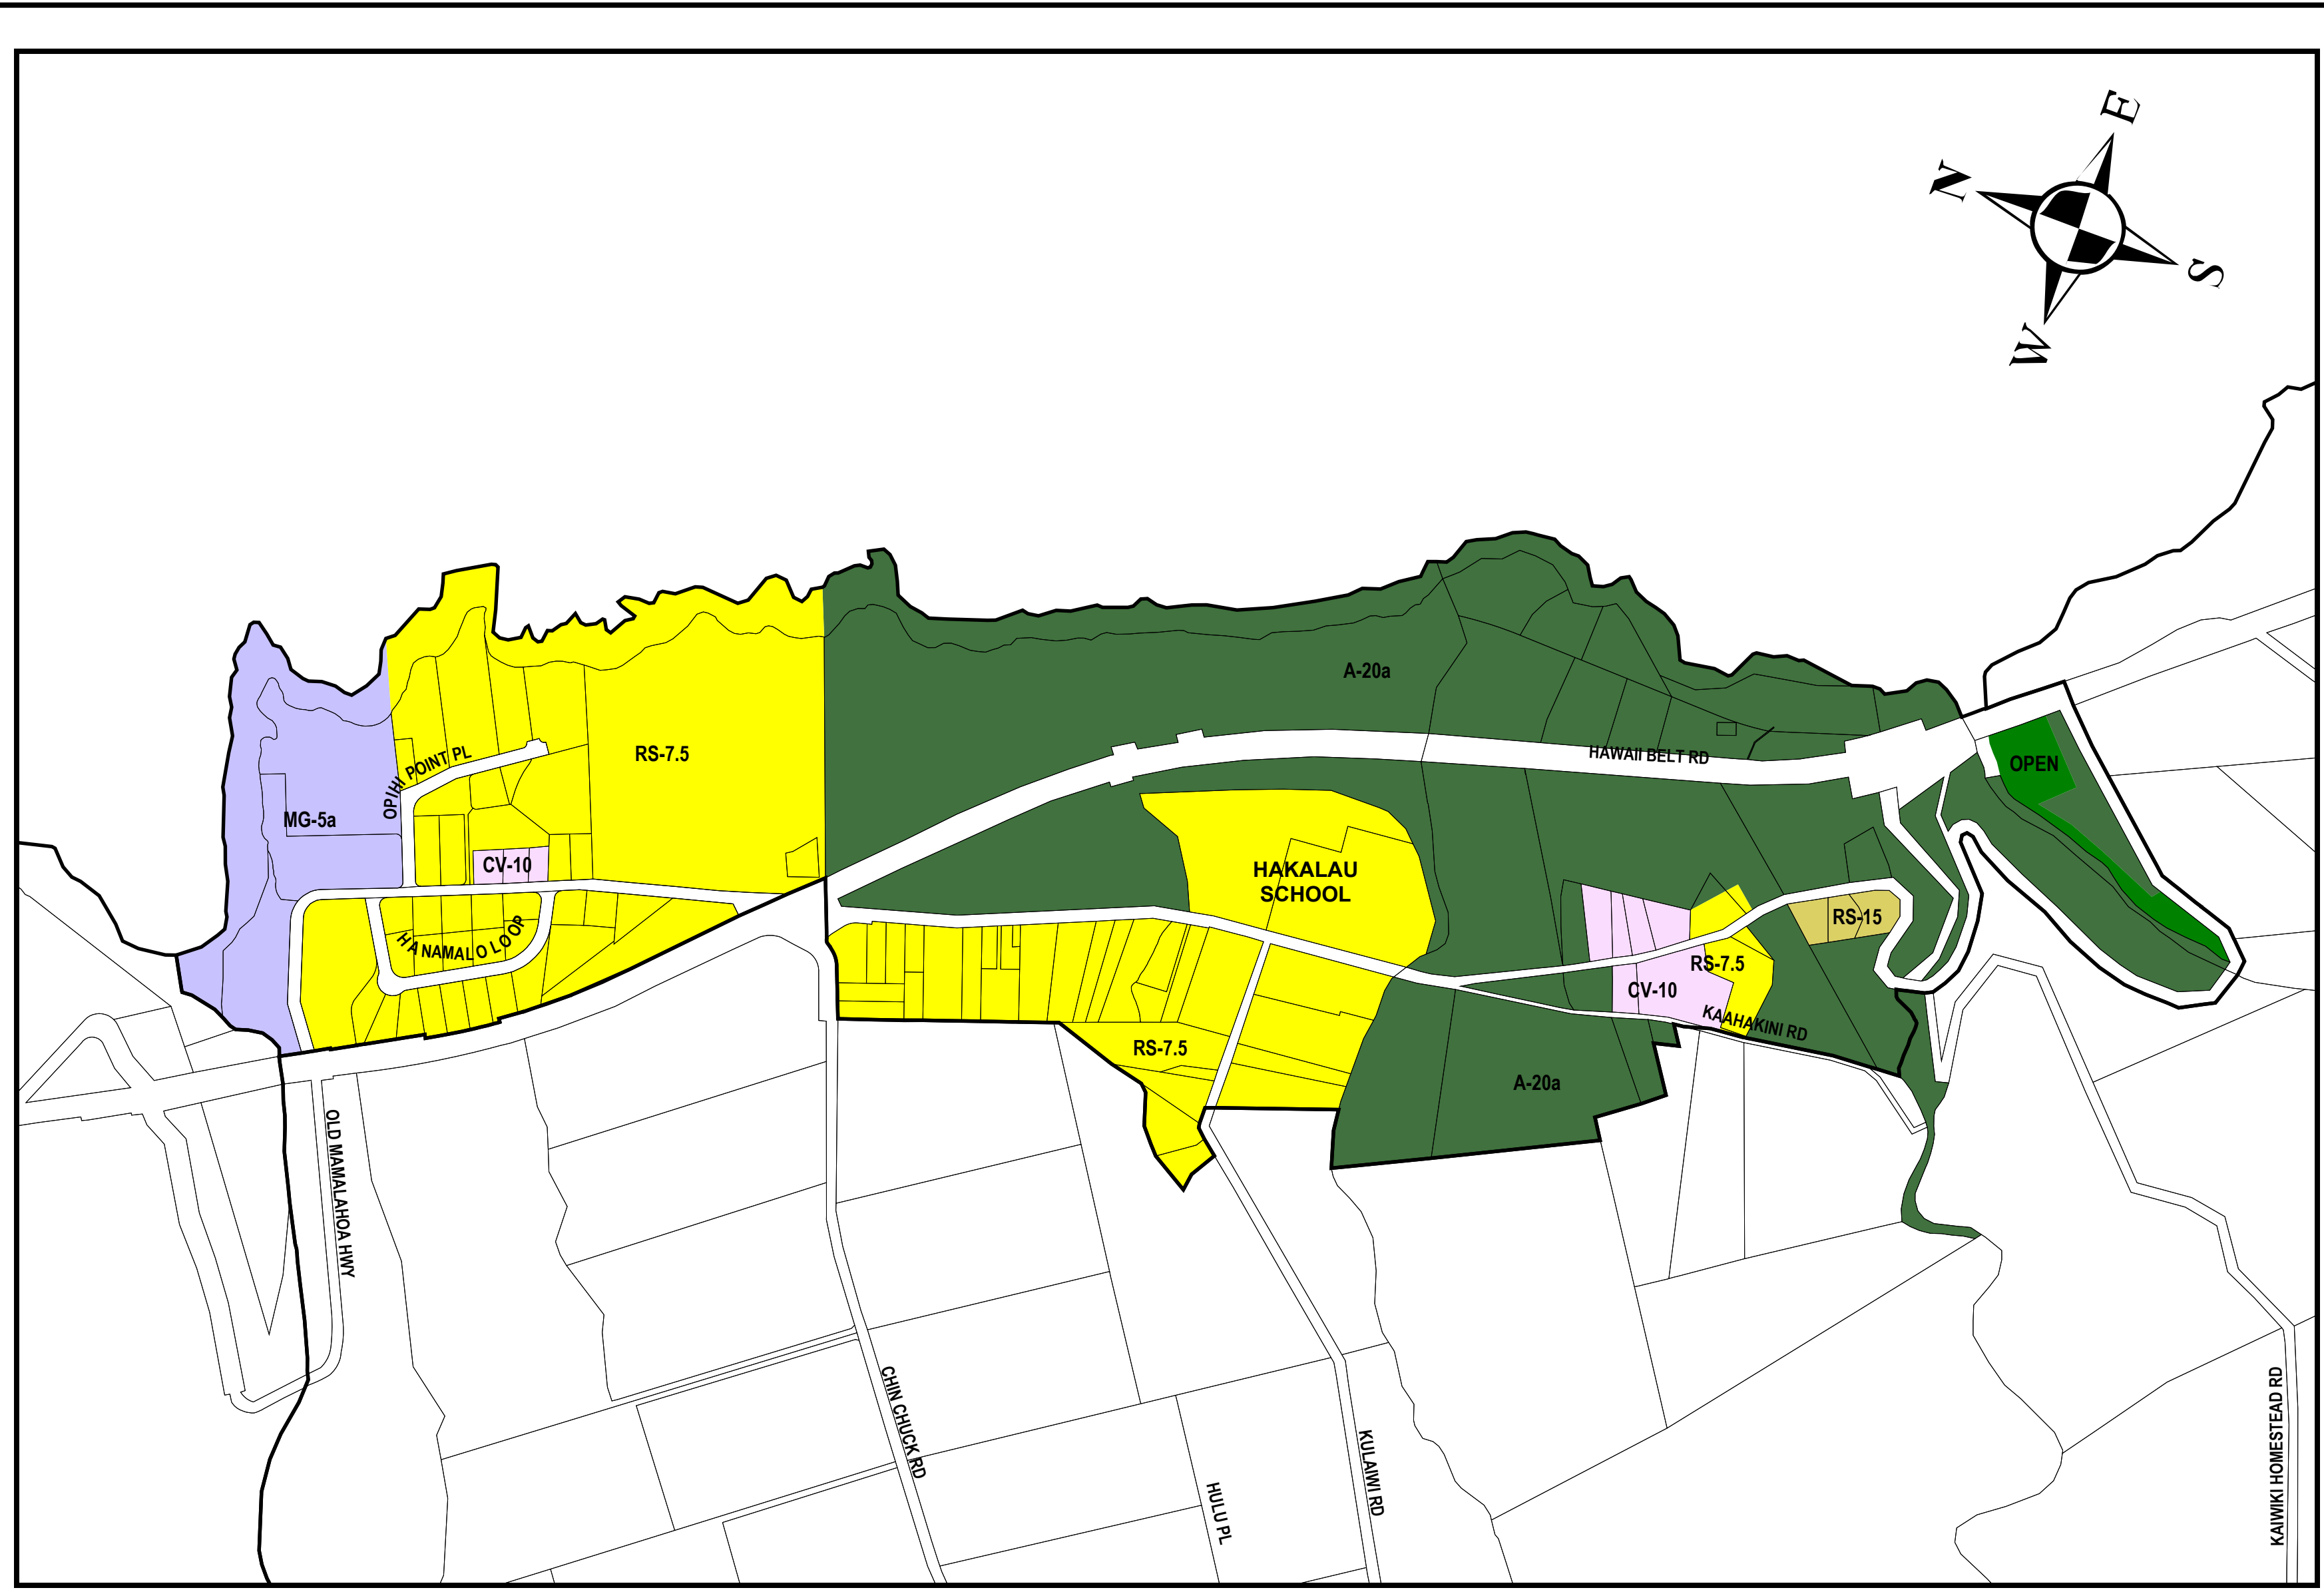 E
N
S
W
A-20a
RS-7.5
HAWAII BELT RD
OPIHI POINT PL
OPEN
MG-5a
CV-10
HAKALAU
SCHOOL
RS-15
HANAMALO LOOP
RS-7.5
CV-10
KAAHAKINI RD
RS-7.5
A-20a
OLD MAMALAHOA HWY
CHIN CHUCK RD
KULAIWI RD
HULU PL
KAIWIKI HOMESTEAD RD